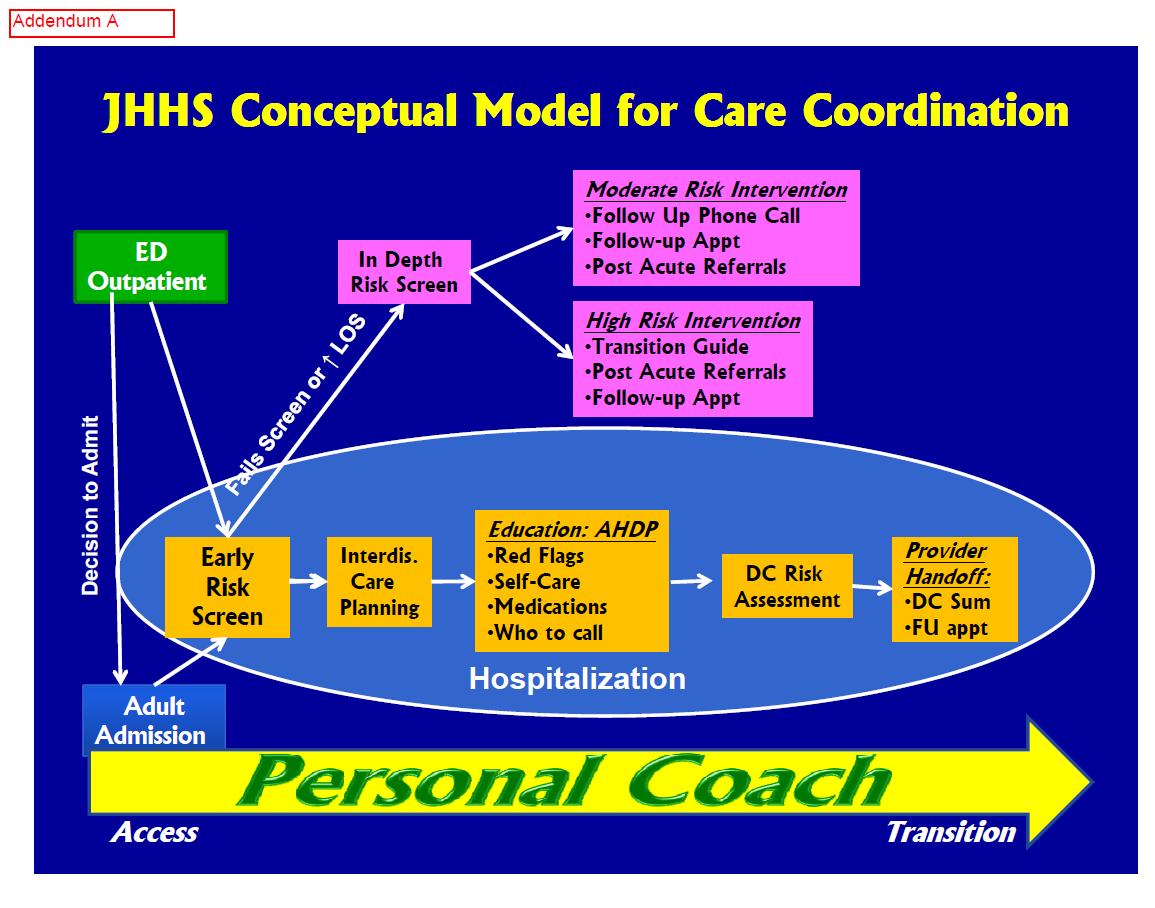 Addendum A
JHHS Conceptual Model for Care Coordination
ED
Outpatient
In Depth
Risk Screen
Moderate Risk Intervention
•Follow Up Phone Call
•Follow-up Appt
•Post Acute Referrals
High Risk Intervention
•Transition Guide
•Post Acute Referrals
•Follow-up Appt
Fails Screen or ↑ LOS
Decision to Admit
Early
Risk
Screen
Interdis.
Care
Planning
Education: AHDP
•Red Flags
•Self-Care
•Medications
•Who to call
DC Risk
Assessment
Provider
Handoff:
•DC Sum
•FU appt
Hospitalization
Adult
Admission
Personal Coach
Access
Transition